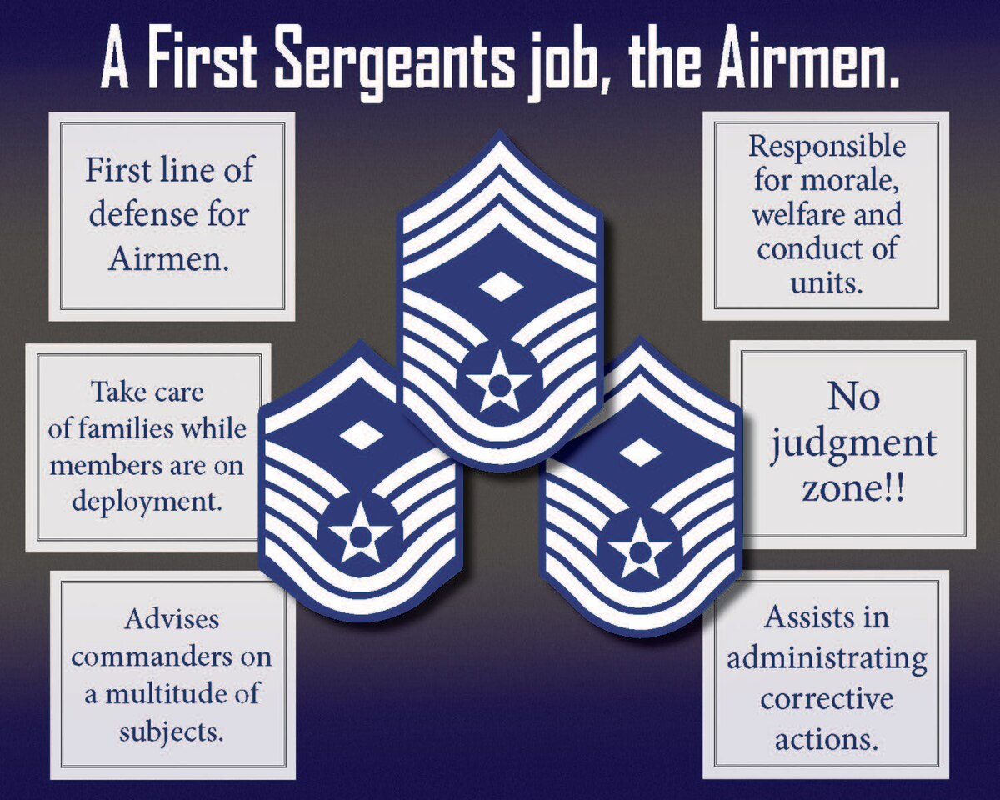 A First Sergeants job, the Airmen.
First line of
defense for
Airmen.
Responsible
for morale,
welfare and
conduct of
units.
Take care
of families while
members are on
deployment.
No
judgment
zone!!
Advises
commanders on
a multitude of
subjects.
Assists in
administrating
corrective
actions.